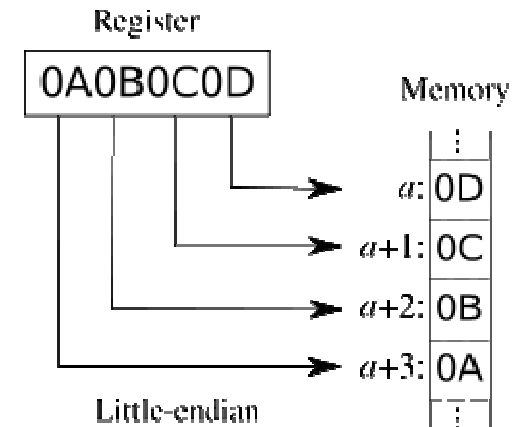 Register
0A0B0C0D
Memory
a: 0D
a+1: 0C
a+2: 0B
a+3: 0A
Little-endian